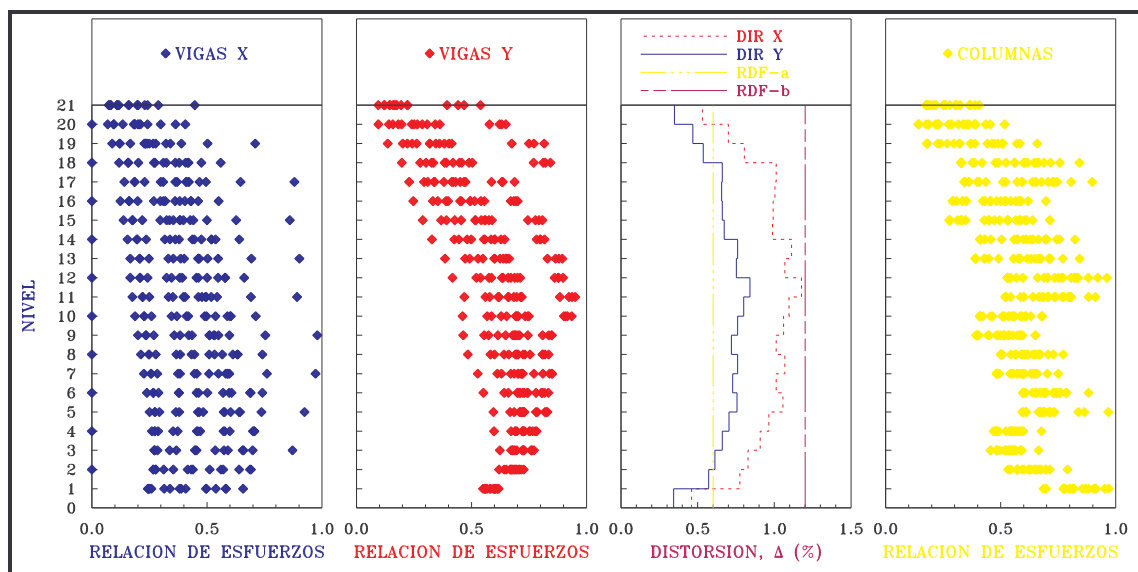 VIGAS X
VIGAS Y
DIR X
DIR Y
RDF-a
RDF-b
COLUMNAS
NIVEL
21
20
19
18
17
16
15
14
13
12
11
10
9
8
7
6
5
4
3
2
1
0
0.0 0.5 1.0
0.0 0.5 1.0
0.0 0.5 1.0 1.5
0.0 0.5 1.0
RELACION DE ESFUERZOS
RELACION DE ESFUERZOS
DISTORSION, Δ (%)
RELACION DE ESFUERZOS